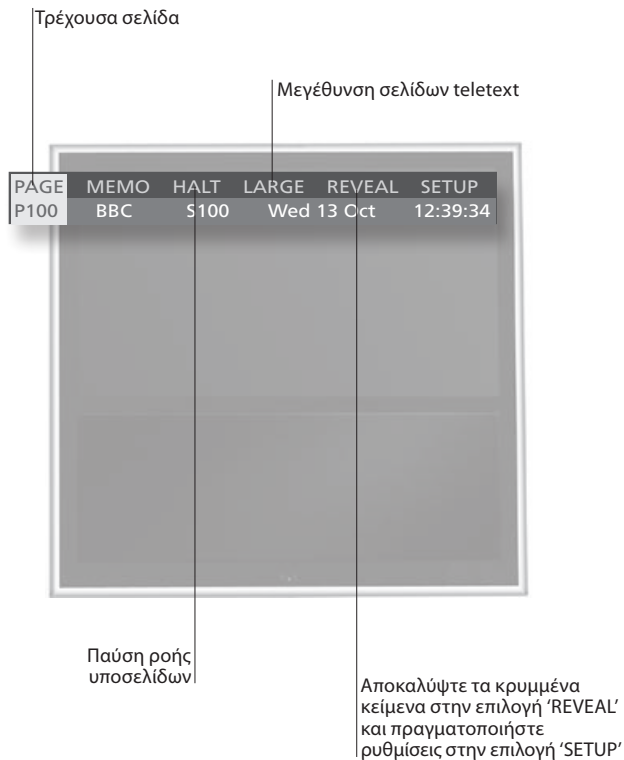 Τρέχουσα σελίδα
Μεγέθυνση σελίδων teletext
PAGE MEMO HALT LARGE REVEAL SETUP
P100 BBC S100 Wed 13 Oct 12:39:34
Παύση ροής
υποσελίδων
Αποκαλύψτε τα κρυμμένα
κείμενα στην επιλογή ‘REVEAL’
και πραγματοποιήστε
ρυθμίσεις στην επιλογή ‘SETUP’